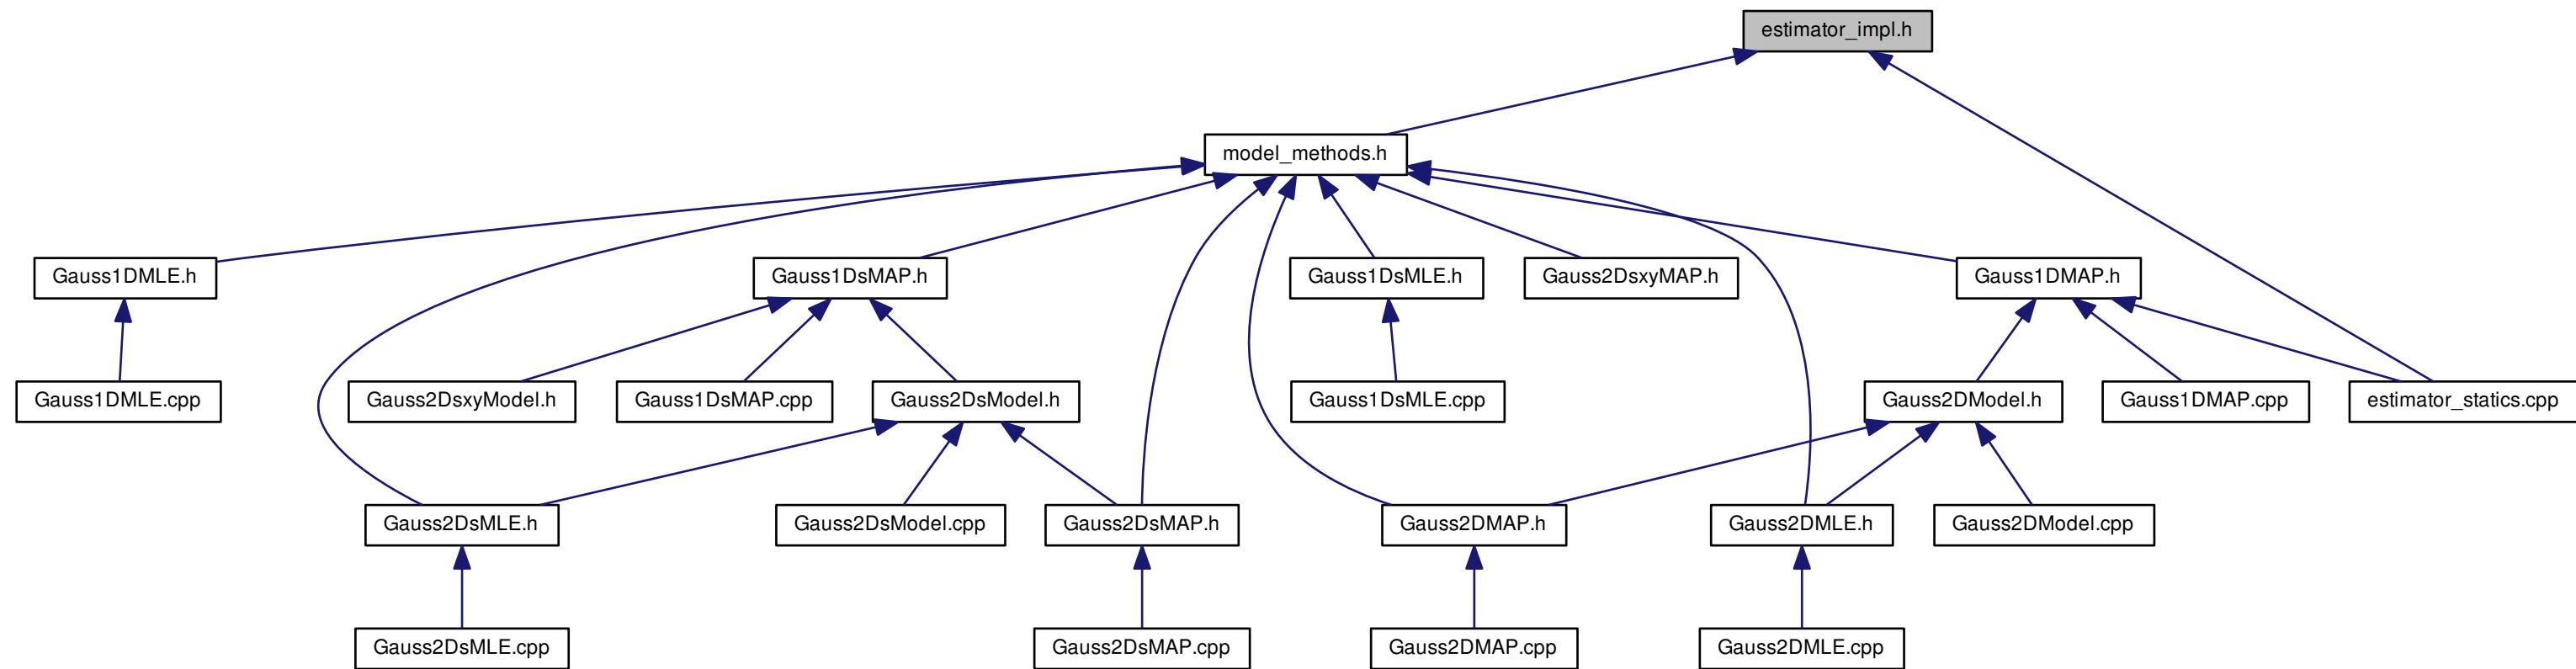 estimator_impl.h
model_methods.h
Gauss1DMLE.h
Gauss1DsMAP.h
Gauss1DsMLE.h
Gauss2DsxyMAP.h
Gauss1DMAP.h
Gauss1DMLE.cpp
Gauss2DsxyModel.h
Gauss1DsMAP.cpp
Gauss2DsModel.h
Gauss1DsMLE.cpp
Gauss2DModel.h
Gauss1DMAP.cpp
estimator_statics.cpp
Gauss2DsMLE.h
Gauss2DsModel.cpp
Gauss2DsMAP.h
Gauss2DMAP.h
Gauss2DMLE.h
Gauss2DModel.cpp
Gauss2DsMLE.cpp
Gauss2DsMAP.cpp
Gauss2DMAP.cpp
Gauss2DMLE.cpp